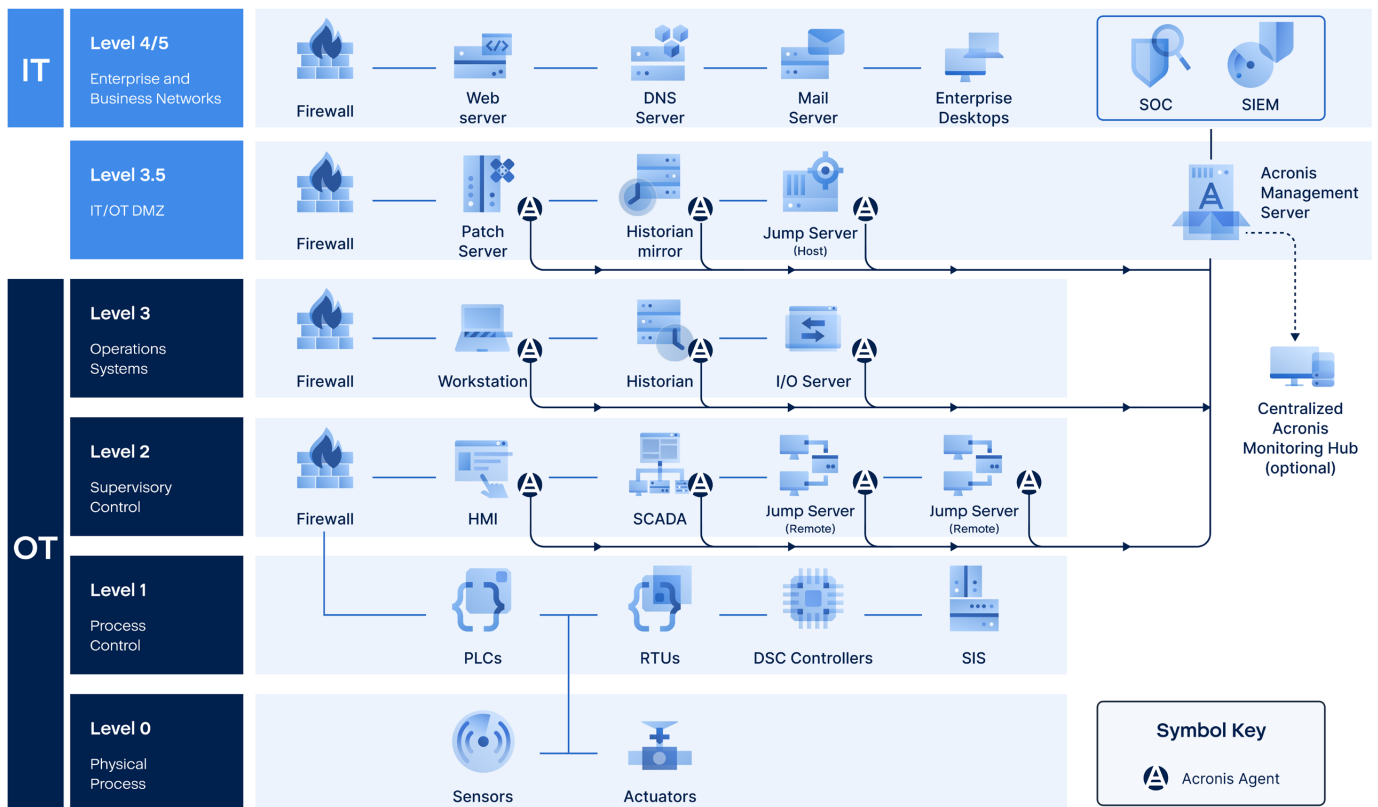 IT
Level 4/5
Enterprise and
Business Networks
Firewall
Web
server
DNS
Server
Mail
Server
Enterprise
Desktops
SOC
SIEM
Level 3.5
IT/OT DMZ
Firewall
Patch
Server
Historian
mirror
Jump Server
(Host)
Acronis
Management
Server
OT
Level 3
Operations
Systems
Firewall
Workstation
Historian
I/O Server
Centralized
Acronis
Monitoring Hub
(optional)
Level 2
Supervisory
Control
Firewall
HMI
SCADA
Jump Server
(Remote)
Jump Server
(Remote)
Level 1
Process
Control
PLCs
RTUs
DSC Controllers
SIS
Level 0
Physical
Process
Sensors
Actuators
Symbol Key
Acronis Agent